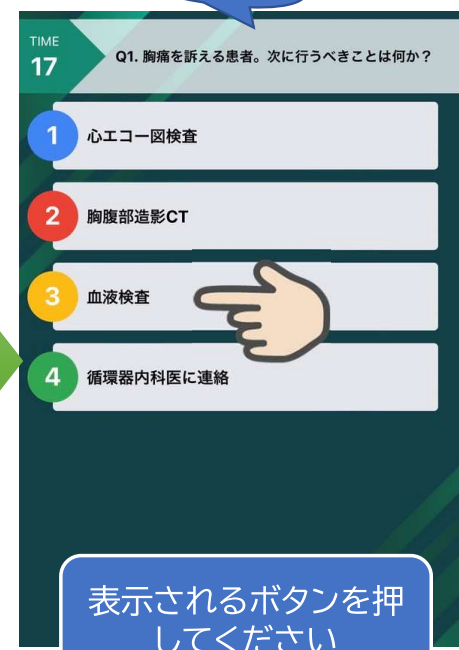 TIME
17
Q1. 胸痛を訴える患者。次に行うべきことは何か？
1 心エコー図検査
2 胸腹部造影CT
3 血液検査
4 循環器内科医に連絡
表示されるボタンを押
してください